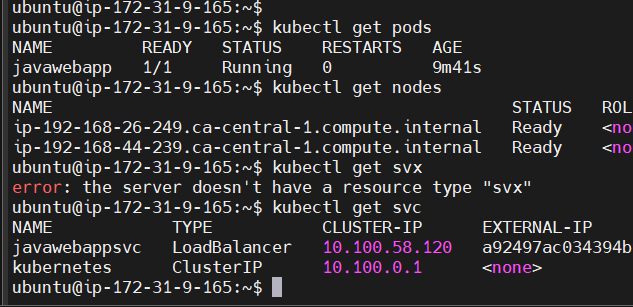 ubuntu@ip-172-31-9-165:~$
ubuntu@ip-172-31-9-165:~$ kubectl get pods
NAME READY STATUS RESTARTS AGE
javawebapp 1/1 Running 0 9m41s
ubuntu@ip-172-31-9-165:~$ kubectl get nodes
NAME STATUS ROL
ip-192-168-26-249.ca-central-1.compute.internal Ready <no
ip-192-168-44-239.ca-central-1.compute.internal Ready <no
ubuntu@ip-172-31-9-165:~$ kubectl get svx
error: the server doesn't have a resource type "svx"
ubuntu@ip-172-31-9-165:~$ kubectl get svc
NAME TYPE CLUSTER-IP EXTERNAL-IP
javawebappsvc LoadBalancer 10.100.58.120 a92497ac034394b
kubernetes ClusterIP 10.100.0.1 <none>
ubuntu@ip-172-31-9-165:~$